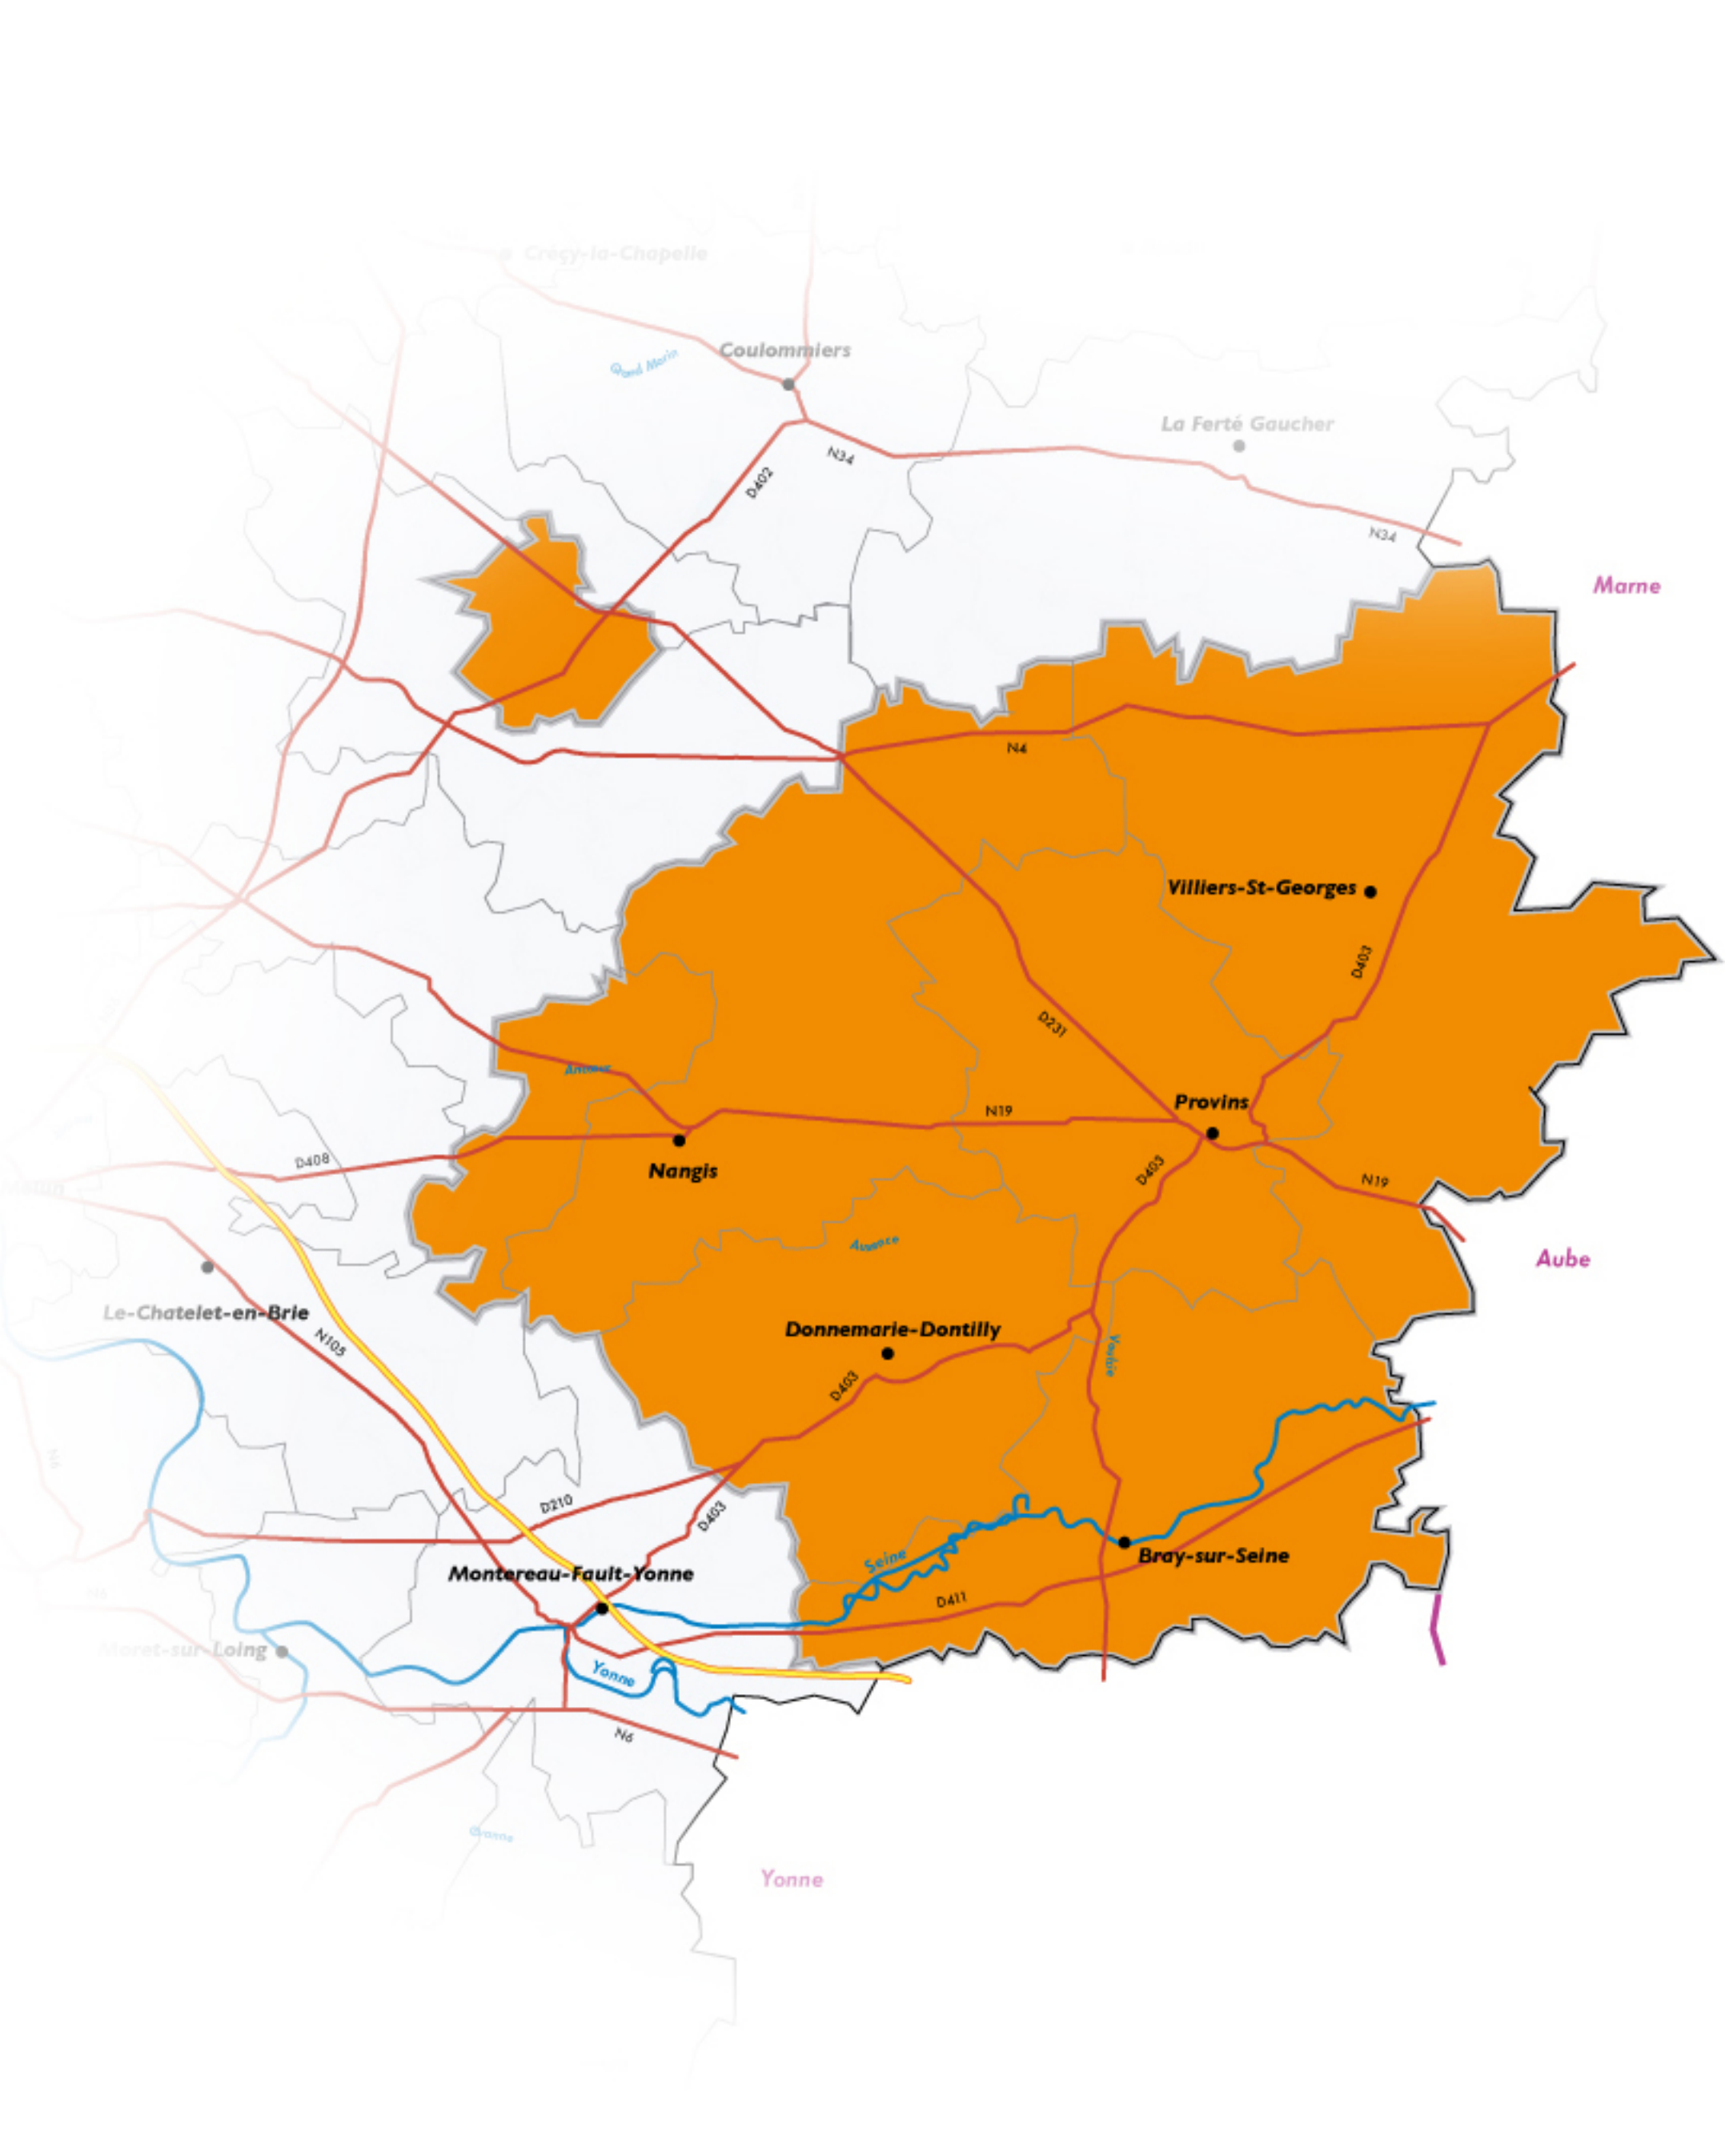 Crécy-la-Chapelle
Coulommiers
Grand Morin
La Ferté Gaucher
N34
D402
N34
Marne
N4
Villiers-St-Georges
D403
D231
Provins
N19
Nangis
D408
D403
N19
Aube
Le-Chatelet-en-Brie
N105
Donnemarie-Dontilly
Voulzie
D403
D210
D403
Seine
Bray-sur-Seine
Montereau-Fault-Yonne
D411
Moret-sur-Loing
Yonne
N6
N6
Yonne